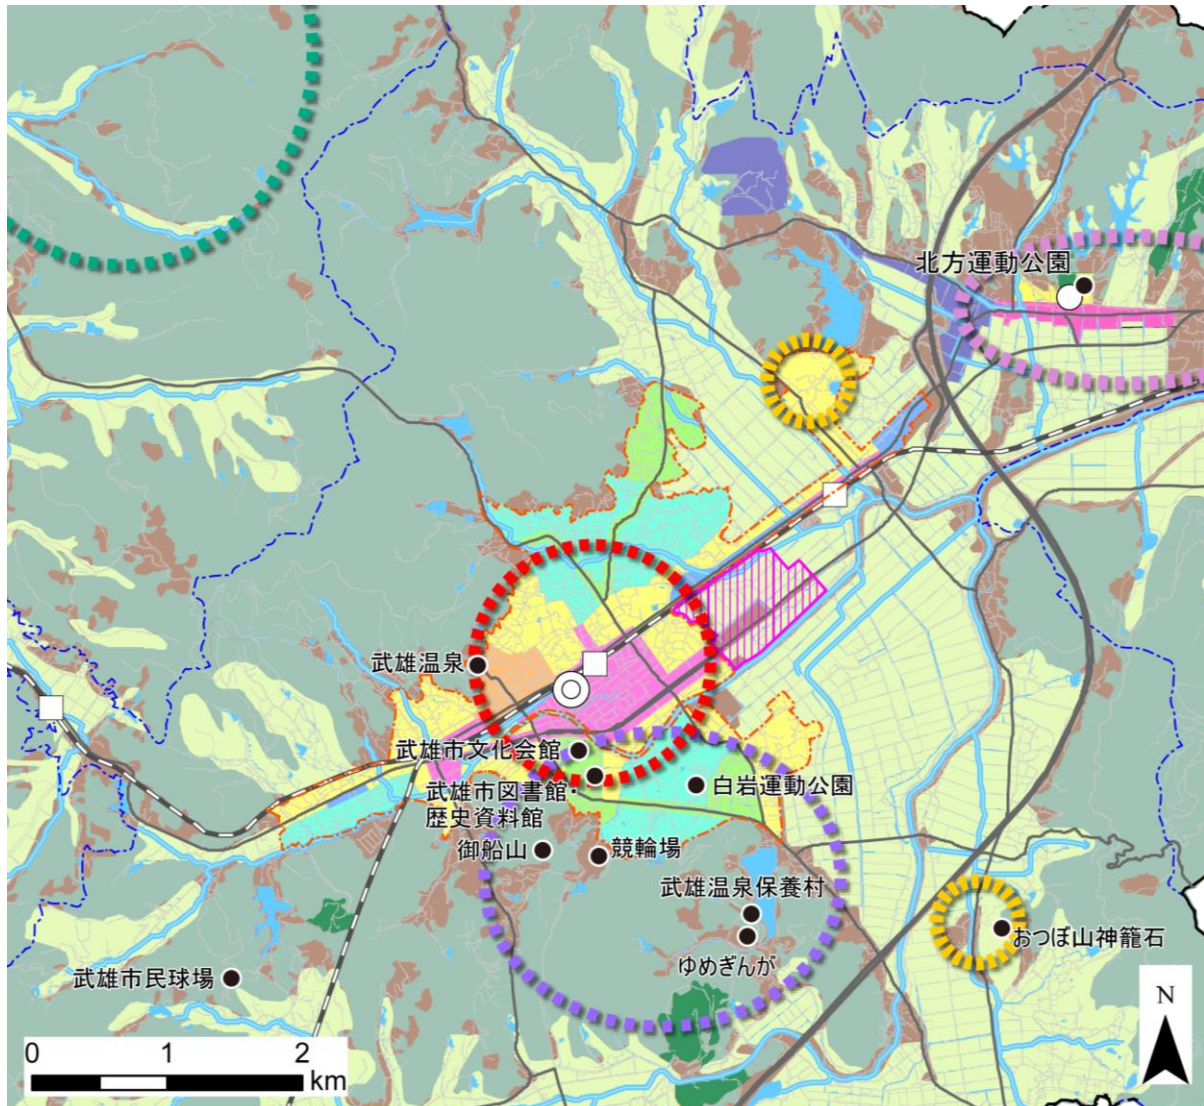 北方運動公園
武雄温泉
武雄市文化会館
武雄市図書館・
歴史資料館
白岩運動公園
御船山
競輪場
武雄温泉保養村
ゆめぎんが
おつぼ山神籠石
武雄市民球場
N
0 1 2
km